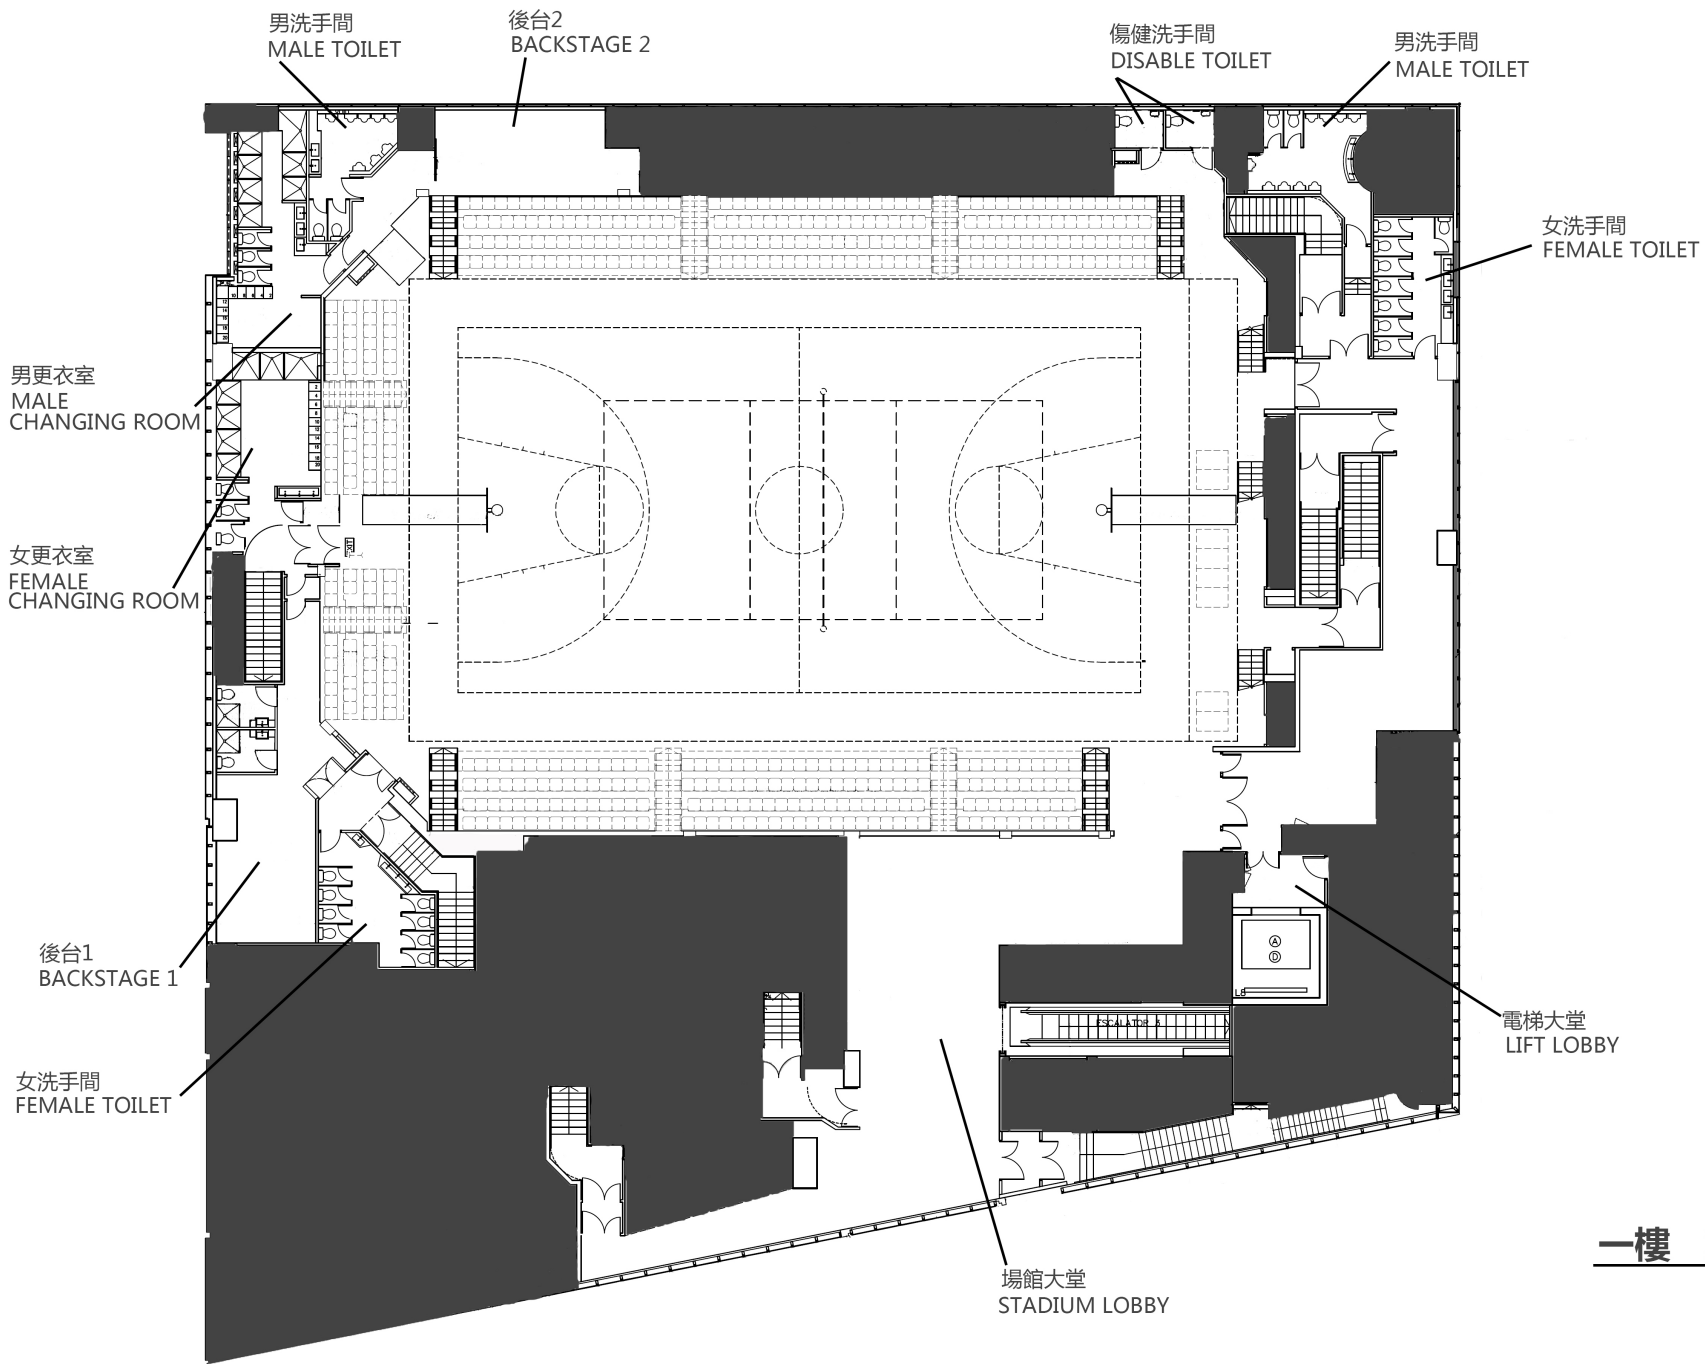 男洗手間
MALE TOILET
後台2
BACKSTAGE 2
傷健洗手間
DISABLE TOILET
男洗手間
MALE TOILET
女洗手間
FEMALE TOILET
男更衣室
MALE
CHANGING ROOM
女更衣室
FEMALE
CHANGING ROOM
後台1
BACKSTAGE 1
女洗手間
FEMALE TOILET
A
D
L8
ESCALATOR 3
電梯大堂
LIFT LOBBY
一樓
場館大堂
STADIUM LOBBY